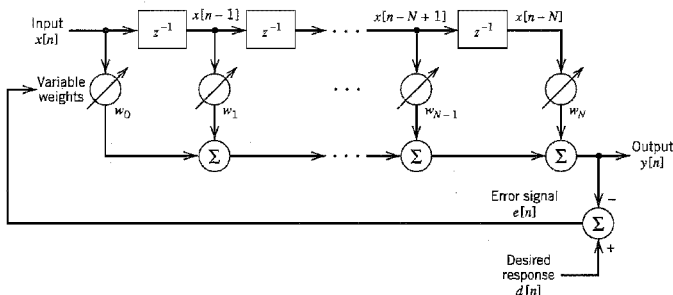 Input
x[n]
z⁻¹
x[n-1]
z⁻¹
· · ·
x[n-N+1]
z⁻¹
x[n-N]
Variable
weights
w₀
w₁
· · ·
w_{N-1}
w_N
Σ
· · ·
Σ
Σ
Output
y[n]
Error signal
e[n]
−
Σ
+
Desired
response
d[n]